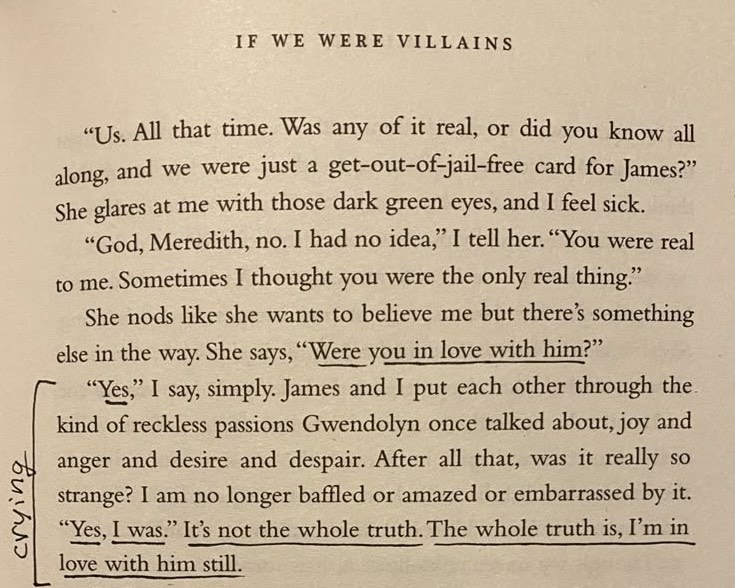 IF WE WERE VILLAINS
“Us. All that time. Was any of it real, or did you know all
along, and we were just a get-out-of-jail-free card for James?”
She glares at me with those dark green eyes, and I feel sick.
“God, Meredith, no. I had no idea,” I tell her. “You were real
to me. Sometimes I thought you were the only real thing.”
She nods like she wants to believe me but there’s something
else in the way. She says, “Were you in love with him?”
“Yes,” I say, simply. James and I put each other through the
kind of reckless passions Gwendolyn once talked about, joy and
anger and desire and despair. After all that, was it really so
strange? I am no longer baffled or amazed or embarrassed by it.
“Yes, I was.” It’s not the whole truth. The whole truth is, I’m in
love with him still.
crying